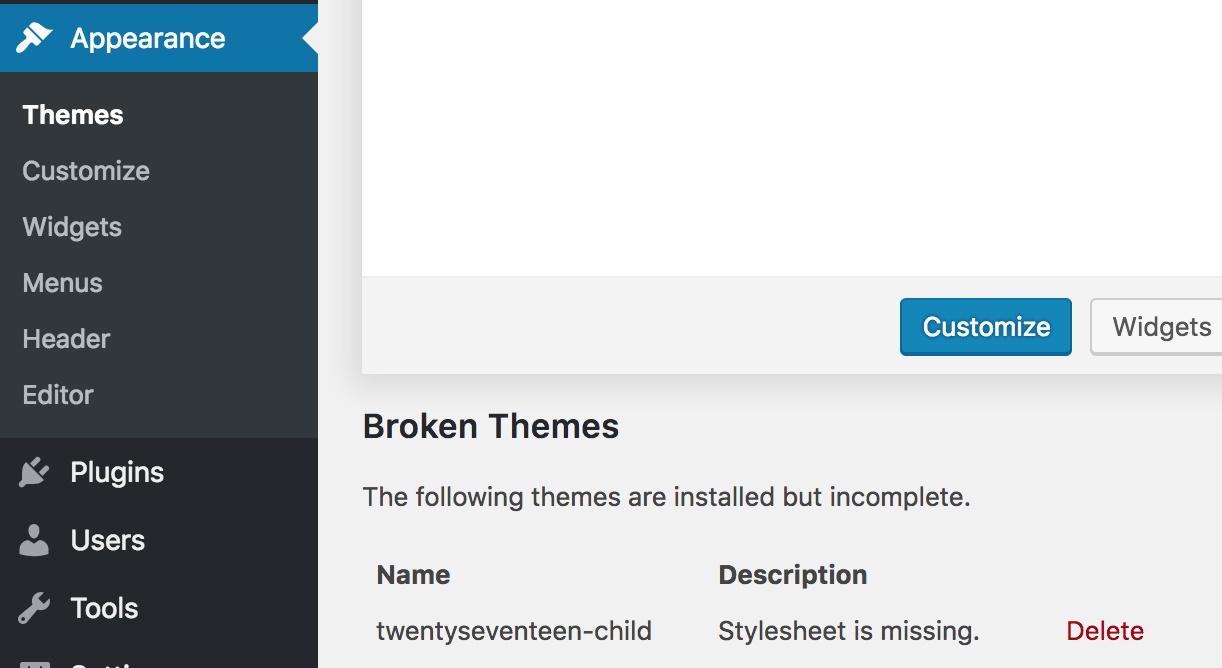 Appearance
Themes
Customize
Widgets
Menus
Header
Editor
Plugins
Users
Tools
Customize
Widgets
Broken Themes
The following themes are installed but incomplete.
Name Description
twentyseventeen-child Stylesheet is missing. Delete